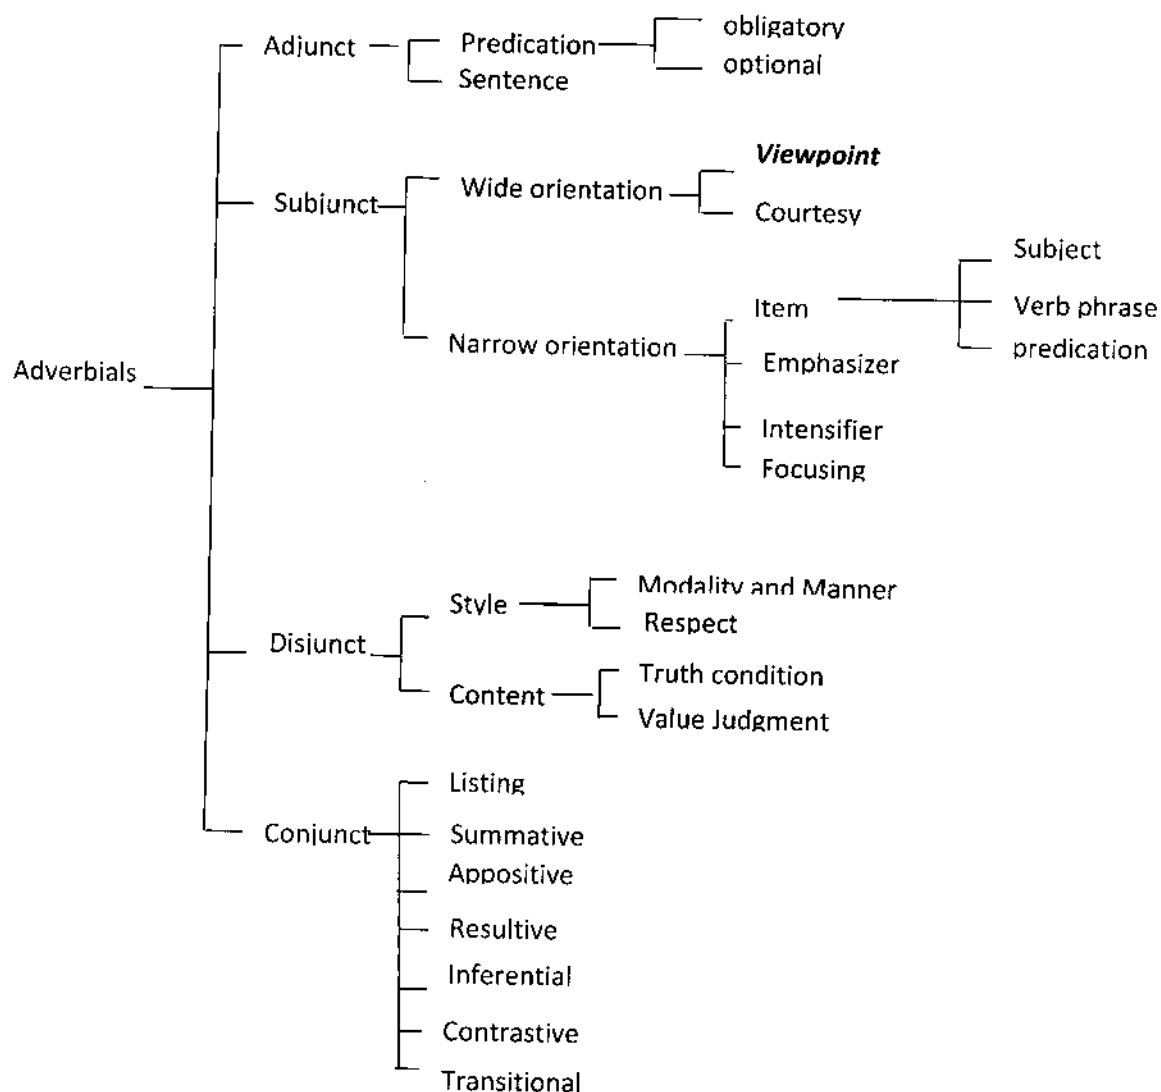 Adverbials
Adjunct
Predication
obligatory
optional
Sentence
Subjunct
Wide orientation
Viewpoint
Courtesy
Narrow orientation
Item
Subject
Verb phrase
predication
Emphasizer
Intensifier
Focusing
Disjunct
Style
Modality and Manner
Respect
Content
Truth condition
Value Judgment
Conjunct
Listing
Summative
Appositive
Resultive
Inferential
Contrastive
Transitional